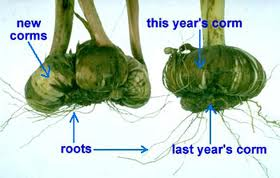 new
corms
this year's corm
roots
last year's corm